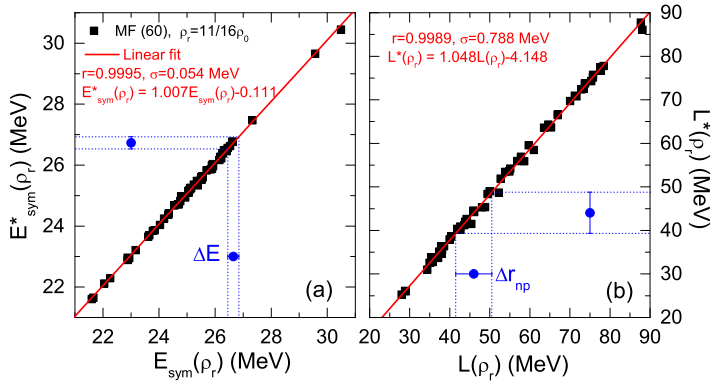 MF (60), ρr=11/16ρ0
Linear fit
r=0.9995, σ=0.054 MeV
E*sym(ρr) = 1.007Esym(ρr)-0.111
ΔE
(a)
E*sym(ρr) (MeV)
30
28
26
24
22
22 24 26 28 30
Esym(ρr) (MeV)
r=0.9989, σ=0.788 MeV
L*(ρr) = 1.048L(ρr)-4.148
Δrnp
(b)
90
80
70
60
50
40
30
20
L*(ρr) (MeV)
20 30 40 50 60 70 80 90
L(ρr) (MeV)